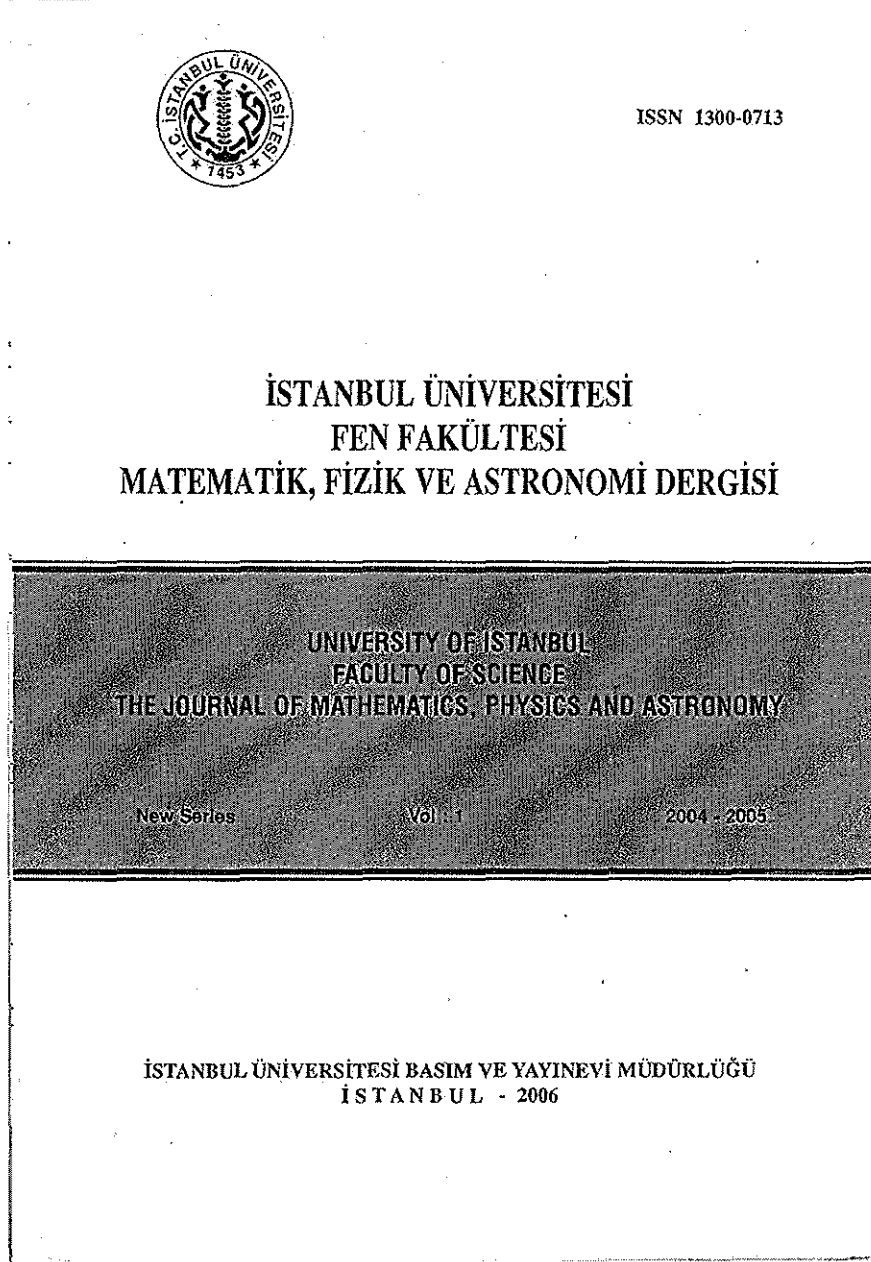 T.C. İSTANBUL ÜNİVERSİTESİ
★ 1453 ★
ISSN 1300-0713
İSTANBUL ÜNİVERSİTESİ
FEN FAKÜLTESİ
MATEMATİK, FİZİK VE ASTRONOMİ DERGİSİ
UNIVERSITY OF ISTANBUL
FACULTY OF SCIENCE
THE JOURNAL OF MATHEMATICS, PHYSICS AND ASTRONOMY
New Series Vol : 1 2004 - 2005
İSTANBUL ÜNİVERSİTESİ BASIM VE YAYINEVİ MÜDÜRLÜĞÜ
İSTANBUL - 2006